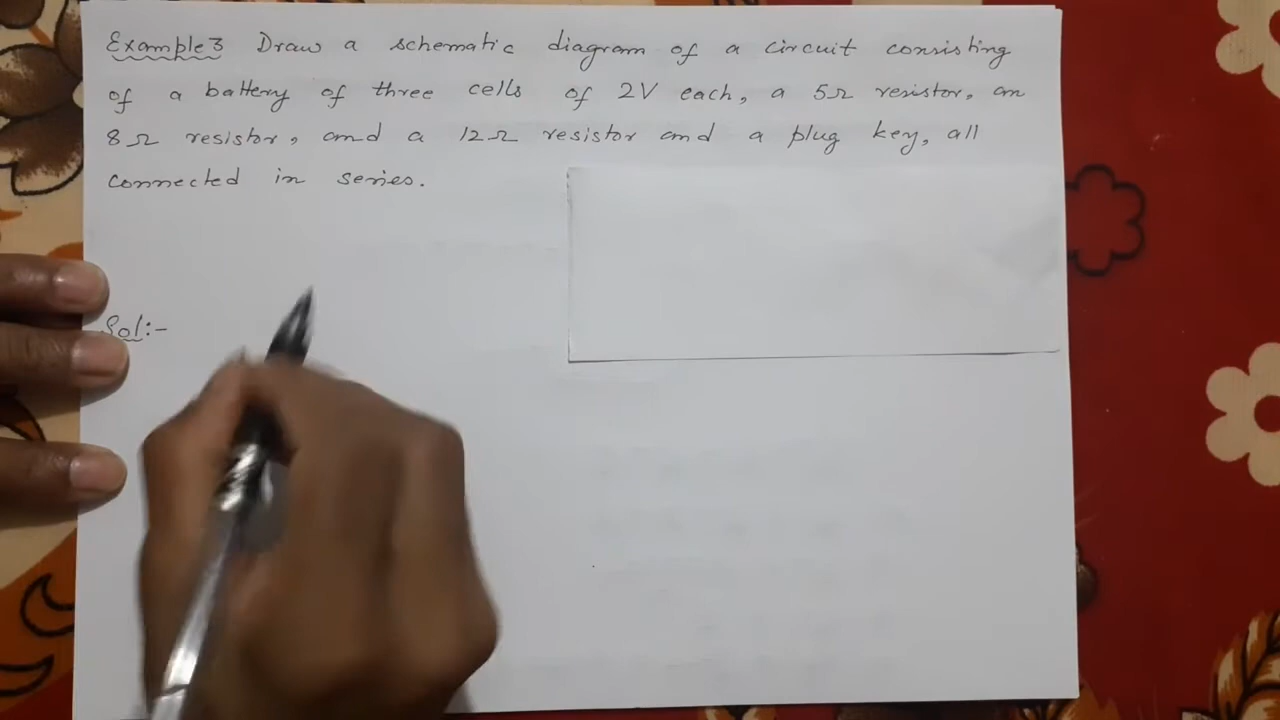 Example 3 Draw a schematic diagram of a circuit consisting
of a battery of three cells of 2V each, a 5Ω resistor, an
8Ω resistor, and a 12Ω resistor and a plug key, all
connected in series.
Sol:-